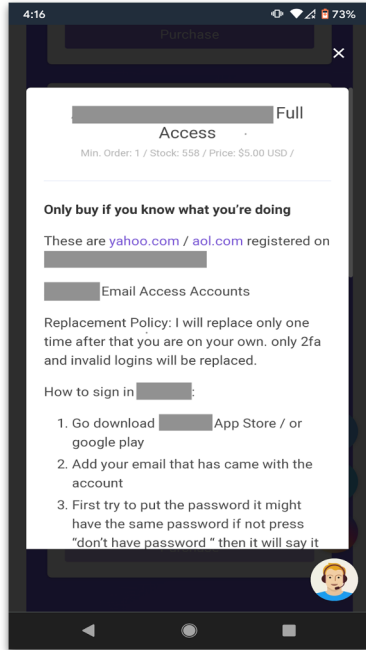 4:16
73%
Purchase
Full
Access
Min. Order: 1 / Stock: 558 / Price: $5.00 USD /
Only buy if you know what you're doing
These are yahoo.com / aol.com registered on
Email Access Accounts
Replacement Policy: I will replace only one
time after that you are on your own. only 2fa
and invalid logins will be replaced.
How to sign in :
1. Go download App Store / or
google play
2. Add your email that has came with the
account
3. First try to put the password it might
have the same password if not press
"don't have password " then it will say it